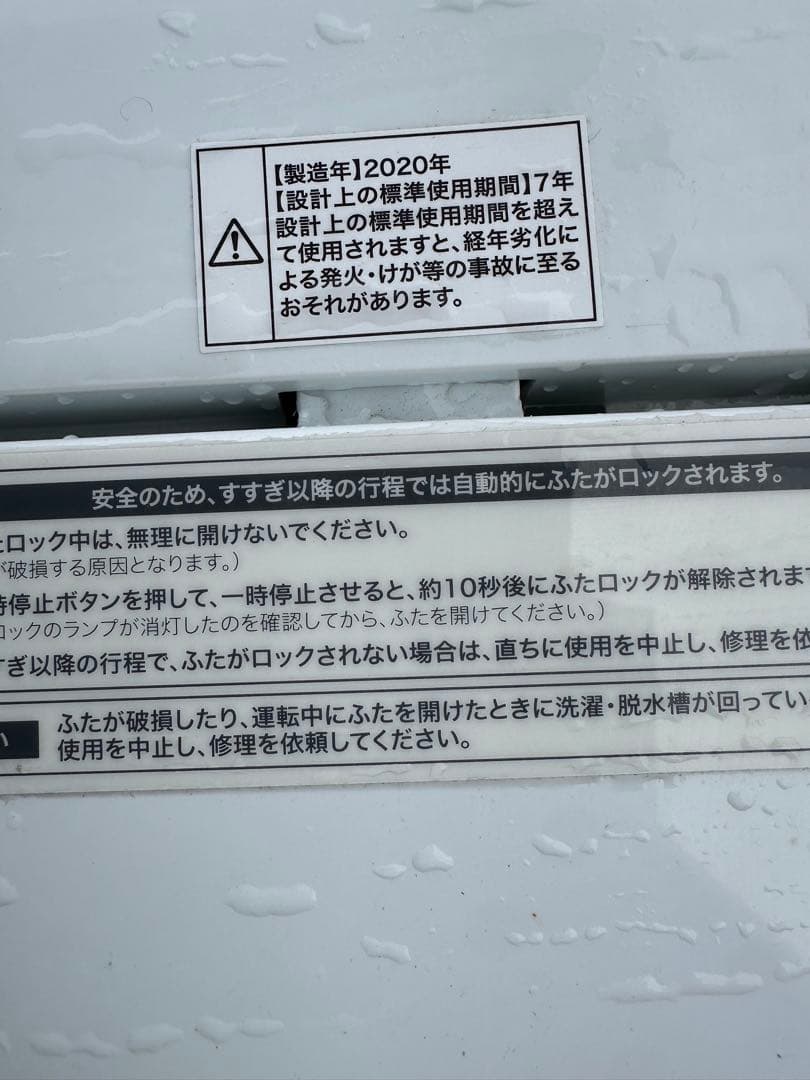 【製造年】2020年
【設計上の標準使用期間】7年
設計上の標準使用期間を超え
て使用されますと、経年劣化に
よる発火・けが等の事故に至る
おそれがあります。
安全のため、すすぎ以降の行程では自動的にふたがロックされます。
ロック中は、無理に開けないでください。
が破損する原因となります。）
時停止ボタンを押して、一時停止させると、約10秒後にふたロックが解除されます
ロックのランプが消灯したのを確認してから、ふたを開けてください。）
すぎ以降の行程で、ふたがロックされない場合は、直ちに使用を中止し、修理を依
い
ふたが破損したり、運転中にふたを開けたときに洗濯・脱水槽が回ってい
使用を中止し、修理を依頼してください。